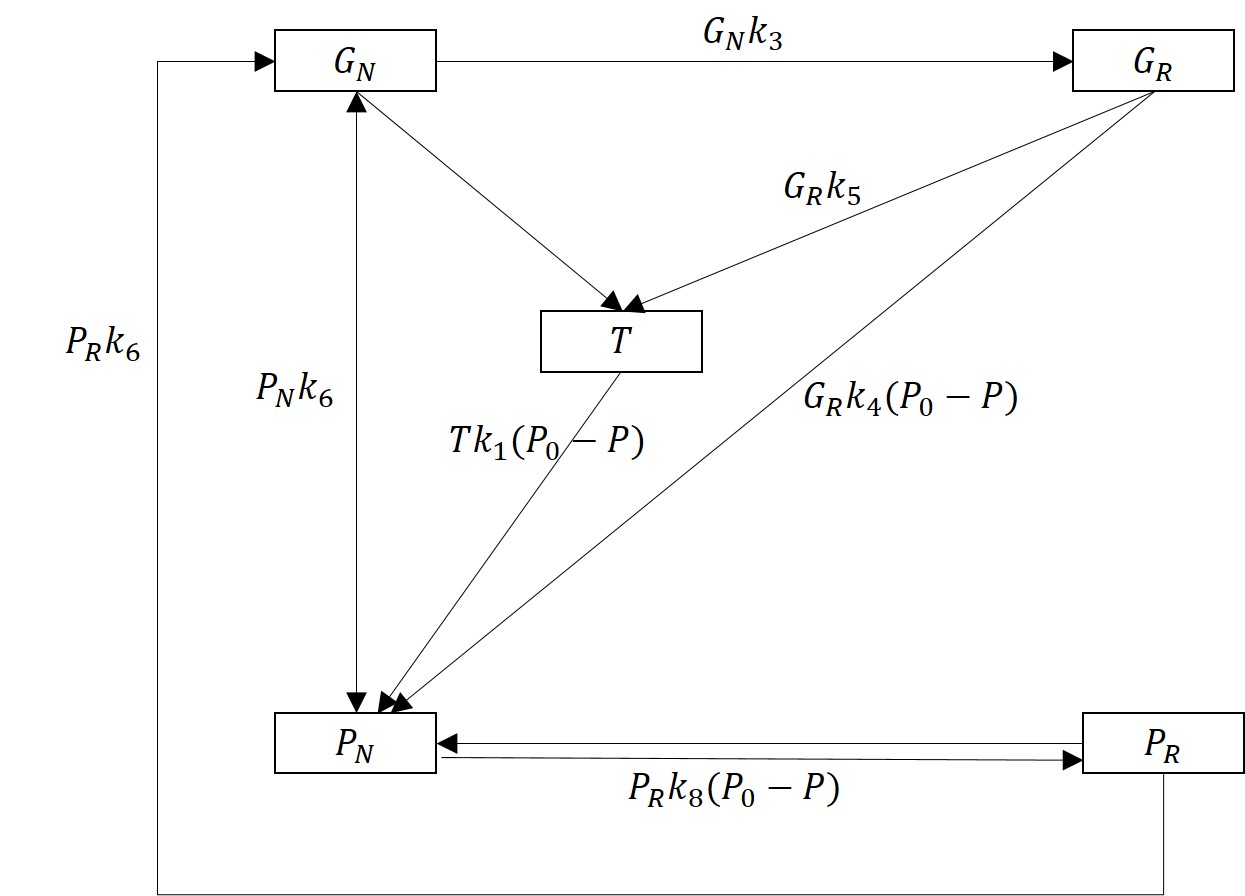 G_N k_3
G_N
G_R
G_R k_5
T
P_R k_6
P_N k_6
G_R k_4(P_0 − P)
T k_1(P_0 − P)
P_N
P_R
P_R k_8(P_0 − P)